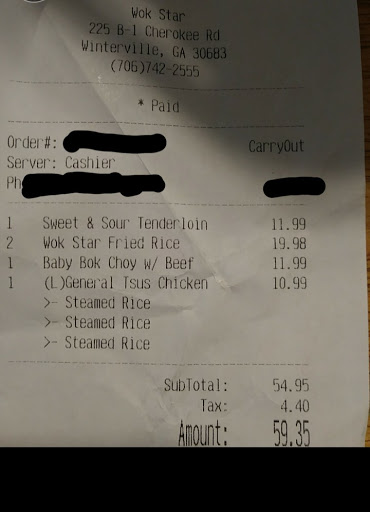 Wok Star
225 B-1 Cherokee Rd
Winterville, GA 30683
(706)742-2555
* Paid
Order#:
CarryOut
Server: Cashier
Ph
1 Sweet & Sour Tenderloin 11.99
2 Wok Star Fried Rice 19.98
1 Baby Bok Choy w/ Beef 11.99
1 (L)General Tsus Chicken 10.99
>- Steamed Rice
>- Steamed Rice
>- Steamed Rice
SubTotal: 54.95
Tax: 4.40
Amount: 59.35